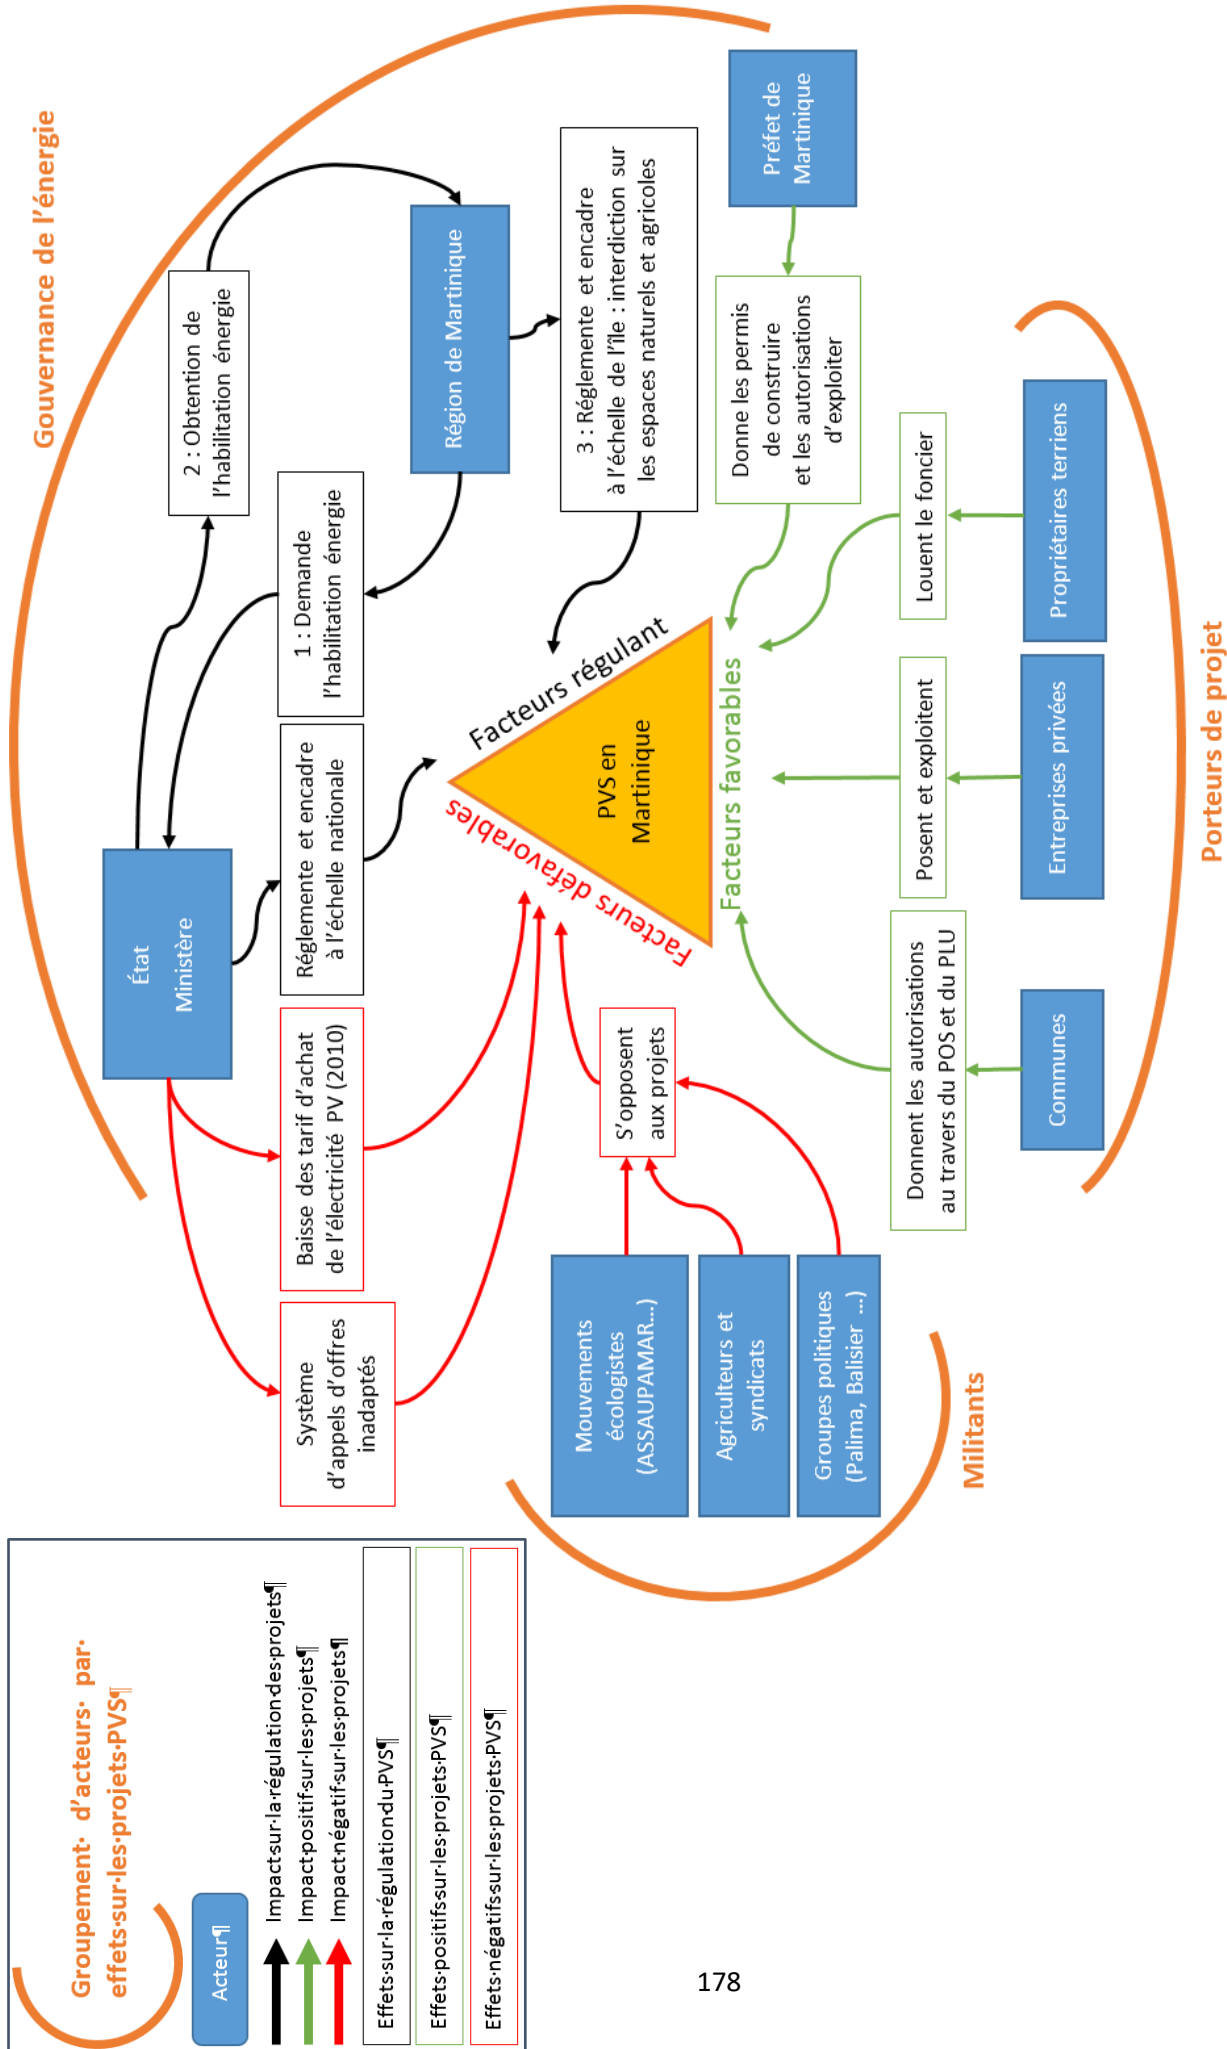 Gouvernance de l'énergie
État
Ministère
2 : Obtention de
l'habilitation énergie
1 : Demande
l'habilitation énergie
Région de Martinique
Réglemente et encadre
à l'échelle nationale
3 : Réglemente et encadre
à l'échelle de l'île : interdiction sur
les espaces naturels et agricoles
Préfet de
Martinique
Donne les permis
de construire
et les autorisations
d'exploiter
Système
d'appels d'offres
inadaptés
Baisse des tarif d'achat
de l'électricité PV (2010)
Facteurs défavorables
Facteurs régulant
PVS en
Martinique
Facteurs favorables
Mouvements
écologistes
(ASSAUPAMAR...)
Agriculteurs et
syndicats
Groupes politiques
(Palima, Balisier ...)
S'opposent
aux projets
Militants
Donnent les autorisations
au travers du POS et du PLU
Posent et exploitent
Louent le foncier
Communes
Entreprises privées
Propriétaires terriens
Porteurs de projet
Groupement· d'acteurs· par·
effets·sur·les·projets·PVS¶
Acteur¶
Impact·sur·la·régulation·des·projets¶
Impact·positif·sur·les·projets¶
Impact·négatif·sur·les·projets¶
Effets·sur·la·régulation·du·PVS¶
Effets·positifs·sur·les·projets·PVS¶
Effets·négatifs·sur·les·projets·PVS¶
178